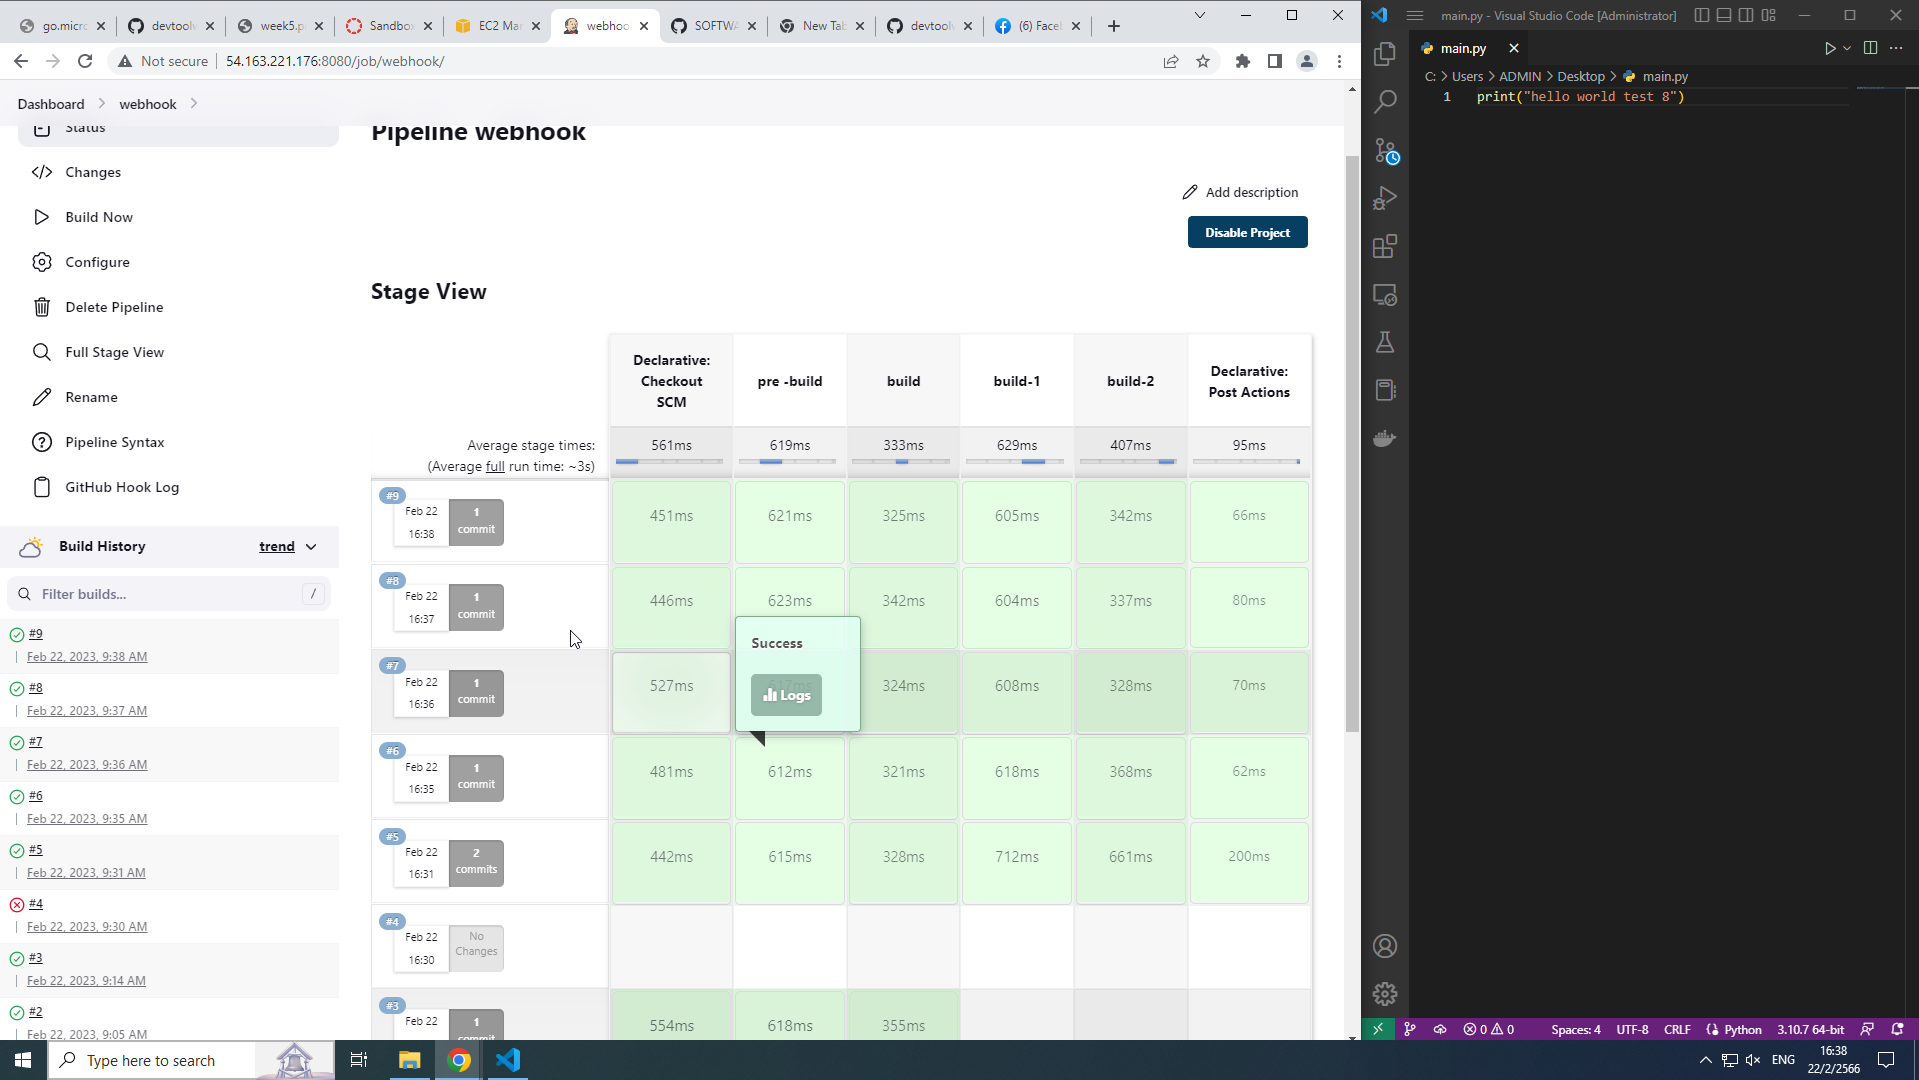 go.micro
devtoolv
week5.p
Sandbox
EC2 Mar
webhoo
SOFTWA
New Tab
devtoolv
(6) Face
Not secure
54.163.221.176:8080/job/webhook/
Dashboard
webhook
Status
Changes
Build Now
Configure
Delete Pipeline
Full Stage View
Rename
Pipeline Syntax
GitHub Hook Log
Build History
trend
Filter builds...
/
#9
Feb 22, 2023, 9:38 AM
#8
Feb 22, 2023, 9:37 AM
#7
Feb 22, 2023, 9:36 AM
#6
Feb 22, 2023, 9:35 AM
#5
Feb 22, 2023, 9:31 AM
#4
Feb 22, 2023, 9:30 AM
#3
Feb 22, 2023, 9:14 AM
#2
Feb 22, 2023, 9:05 AM
Pipeline webhook
Add description
Disable Project
Stage View
Declarative:
Checkout
SCM
pre -build
build
build-1
build-2
Declarative:
Post Actions
Average stage times:
(Average full run time: ~3s)
561ms
619ms
333ms
629ms
407ms
95ms
#9
Feb 22
16:38
1
commit
451ms
621ms
325ms
605ms
342ms
66ms
#8
Feb 22
16:37
1
commit
446ms
623ms
342ms
604ms
337ms
80ms
Success
Logs
#7
Feb 22
16:36
1
commit
527ms
617ms
324ms
608ms
328ms
70ms
#6
Feb 22
16:35
1
commit
481ms
612ms
321ms
618ms
368ms
62ms
#5
Feb 22
16:31
2
commits
442ms
615ms
328ms
712ms
661ms
200ms
#4
Feb 22
16:30
No
Changes
#3
Feb 22
1
commit
554ms
618ms
355ms
main.py - Visual Studio Code [Administrator]
main.py
C: > Users > ADMIN > Desktop > main.py
1 print("hello world test 8")
0 0
Spaces: 4
UTF-8
CRLF
Python
3.10.7 64-bit
Type here to search
ENG
16:38
22/2/2566